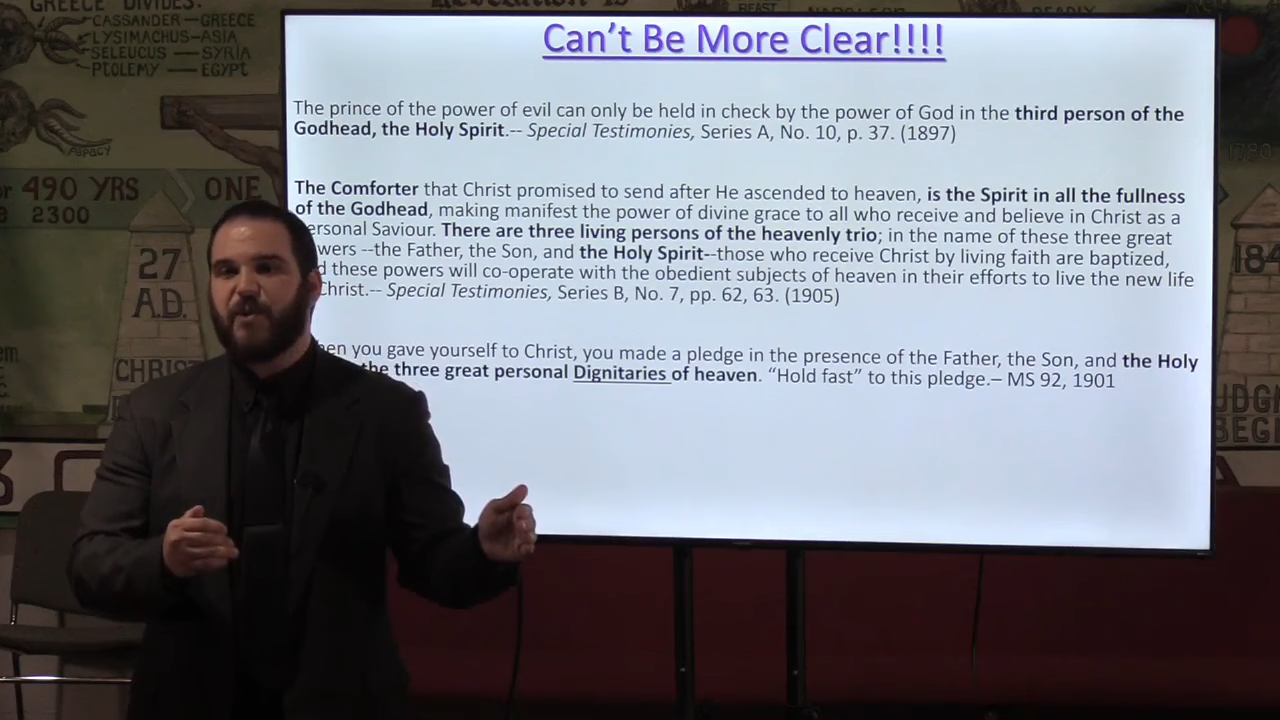 GREECE DIVIDES:
CASSANDER — GREECE
LYSIMACHUS-ASIA
SELEUCUS — SYRIA
PTOLEMY — EGYPT
490 YRS
ONE
2300
27
A.D.
CHRIST
BEAST
1780
184
Can't Be More Clear!!!!
The prince of the power of evil can only be held in check by the power of God in the third person of the
Godhead, the Holy Spirit.-- Special Testimonies, Series A, No. 10, p. 37. (1897)
The Comforter that Christ promised to send after He ascended to heaven, is the Spirit in all the fullness
of the Godhead, making manifest the power of divine grace to all who receive and believe in Christ as a
ersonal Saviour. There are three living persons of the heavenly trio; in the name of these three great
wers --the Father, the Son, and the Holy Spirit--those who receive Christ by living faith are baptized,
d these powers will co-operate with the obedient subjects of heaven in their efforts to live the new life
Christ.-- Special Testimonies, Series B, No. 7, pp. 62, 63. (1905)
en you gave yourself to Christ, you made a pledge in the presence of the Father, the Son, and the Holy
the three great personal Dignitaries of heaven. “Hold fast” to this pledge.– MS 92, 1901
UDG
BEGI